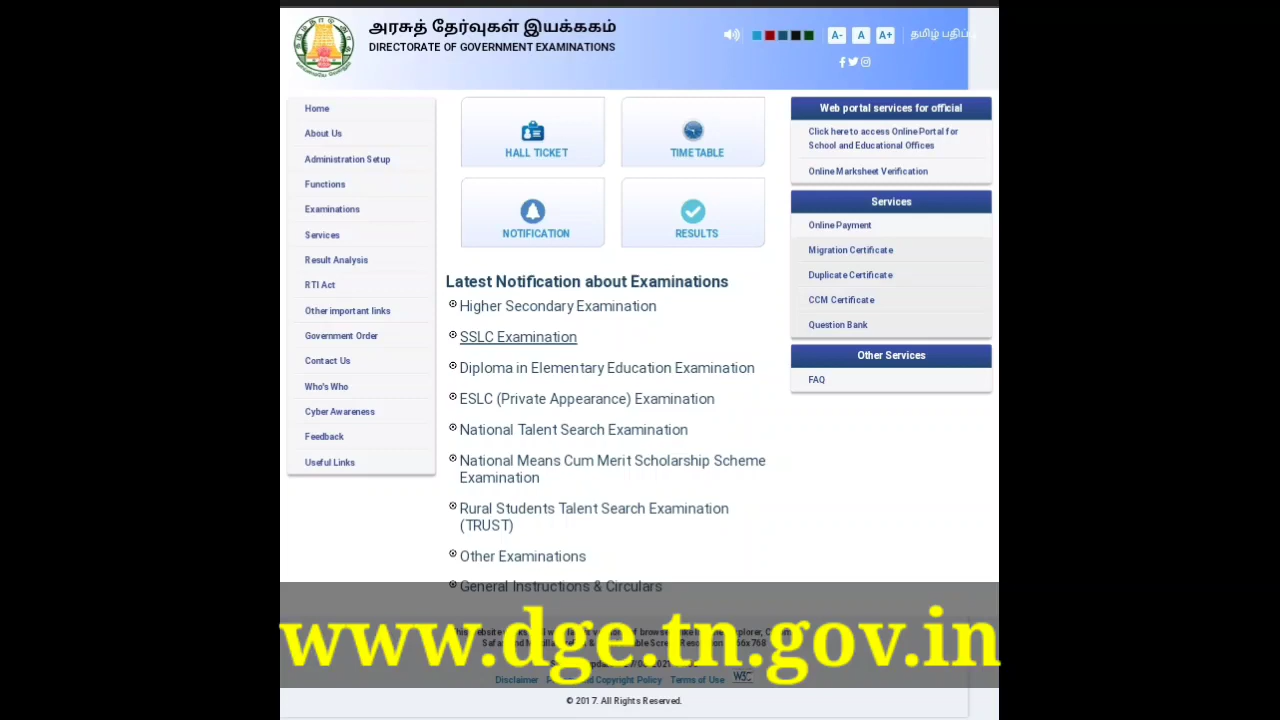 அரசுத் தேர்வுகள் இயக்ககம்
DIRECTORATE OF GOVERNMENT EXAMINATIONS
A- A A+
தமிழ்
Home
About Us
Administration Setup
Functions
Examinations
Services
Result Analysis
RTI Act
Other important links
Government Order
Contact Us
Who's Who
Cyber Awareness
Feedback
Useful Links
HALL TICKET
TIMETABLE
NOTIFICATION
RESULTS
Latest Notification about Examinations
Higher Secondary Examination
SSLC Examination
Diploma in Elementary Education Examination
ESLC (Private Appearance) Examination
National Talent Search Examination
National Means Cum Merit Scholarship Scheme
Examination
Rural Students Talent Search Examination
(TRUST)
Other Examinations
General Instructions & Circulars
Web portal services for official
Click here to access Online Portal for
School and Educational Offices
Online Marksheet Verification
Services
Online Payment
Migration Certificate
Duplicate Certificate
CCM Certificate
Question Bank
Other Services
FAQ
www.dge.tn.gov.in
Disclaimer Copyright Policy Terms of Use W3C
© 2017. All Rights Reserved.